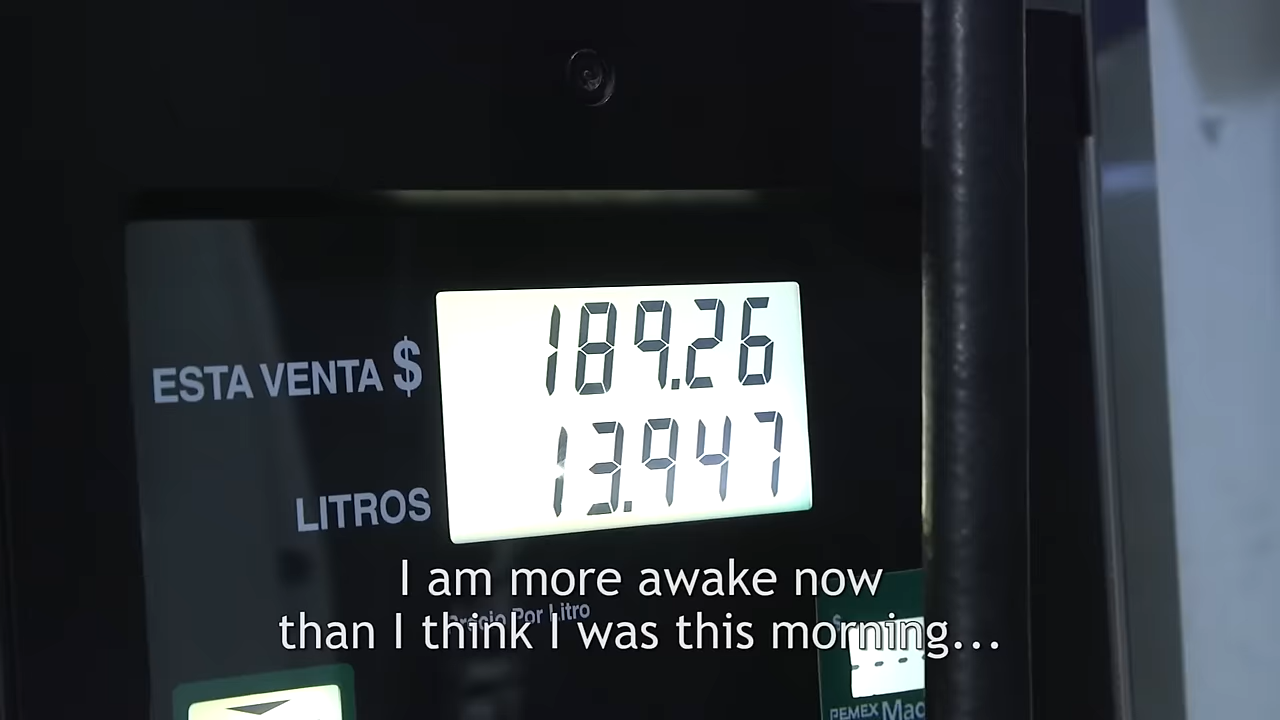 189.26
ESTA VENTA $
13.947
LITROS
Precio Por Litro
I am more awake now
than I think I was this morning...
PEMEX